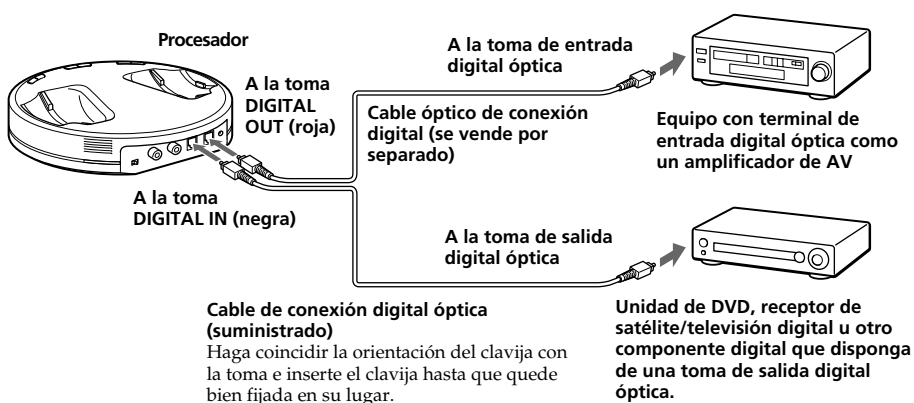 Procesador
A la toma
DIGITAL
OUT (roja)
A la toma
DIGITAL IN (negra)
A la toma de entrada
digital óptica
Cable óptico de conexión
digital (se vende por
separado)
Equipo con terminal de
entrada digital óptica como
un amplificador de AV
A la toma de salida
digital óptica
Cable de conexión digital óptica
(suministrado)
Haga coincidir la orientación del clavija con
la toma e inserte el clavija hasta que quede
bien fijada en su lugar.
Unidad de DVD, receptor de
satélite/televisión digital u otro
componente digital que disponga
de una toma de salida digital
óptica.